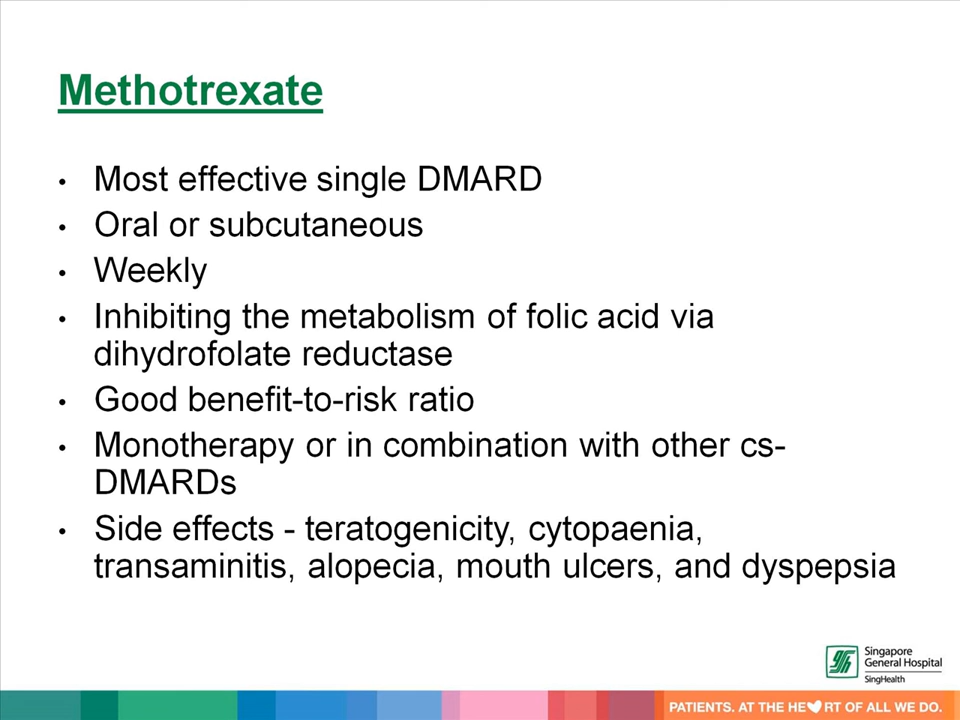 Methotrexate
• Most effective single DMARD
• Oral or subcutaneous
• Weekly
• Inhibiting the metabolism of folic acid via
dihydrofolate reductase
• Good benefit-to-risk ratio
• Monotherapy or in combination with other cs-
DMARDs
• Side effects - teratogenicity, cytopaenia,
transaminitis, alopecia, mouth ulcers, and dyspepsia
Singapore
General Hospital
SingHealth
PATIENTS. AT THE HE♥RT OF ALL WE DO.